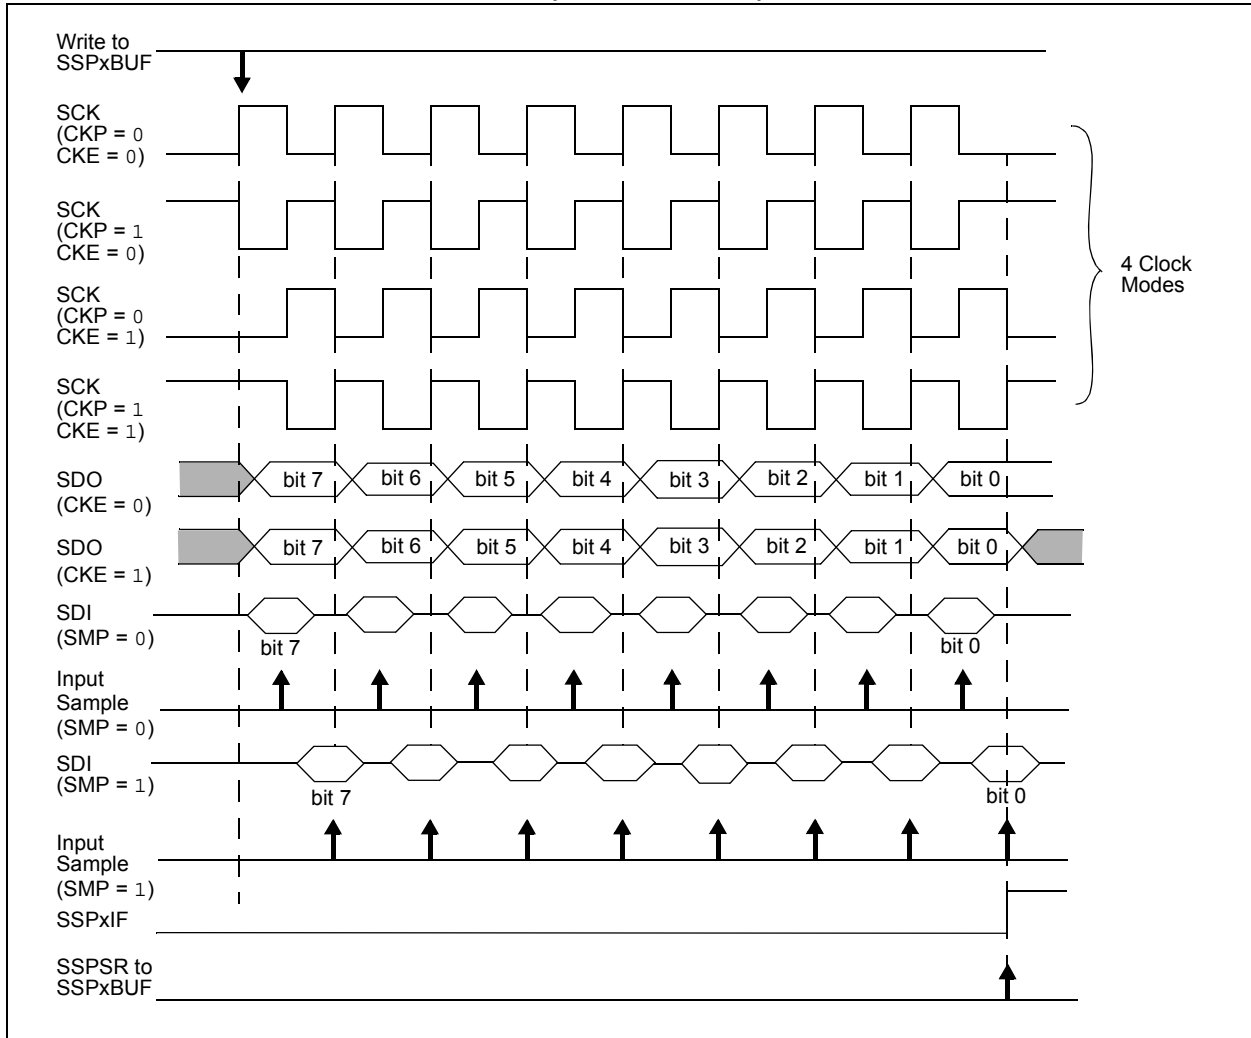 Write to
SSPxBUF
SCK
(CKP = 0
CKE = 0)
SCK
(CKP = 1
CKE = 0)
4 Clock
Modes
SCK
(CKP = 0
CKE = 1)
SCK
(CKP = 1
CKE = 1)
SDO
(CKE = 0)
bit 7 bit 6 bit 5 bit 4 bit 3 bit 2 bit 1 bit 0
SDO
(CKE = 1)
bit 7 bit 6 bit 5 bit 4 bit 3 bit 2 bit 1 bit 0
SDI
(SMP = 0)
bit 7 bit 0
Input
Sample
(SMP = 0)
SDI
(SMP = 1)
bit 7 bit 0
Input
Sample
(SMP = 1)
SSPxIF
SSPSR to
SSPxBUF